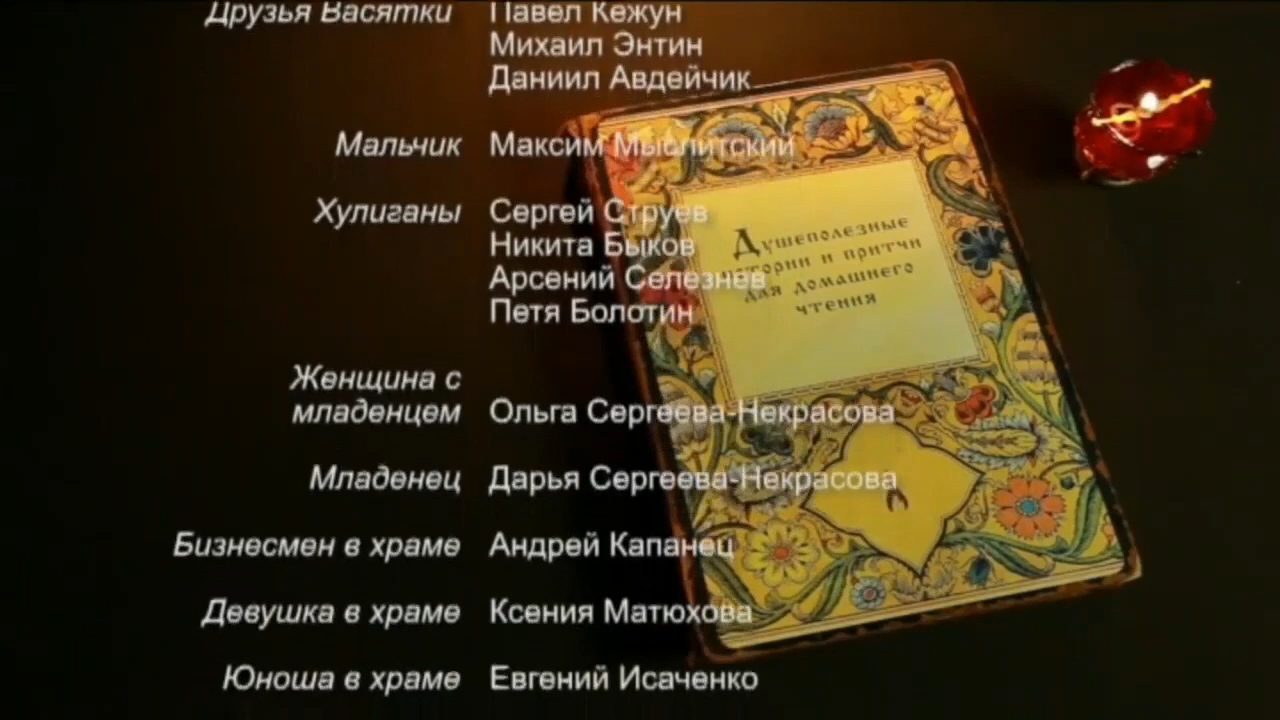 Друзья Васятки Павел Кежун
Михаил Энтин
Даниил Авдейчик
Мальчик Максим Мыслитский
Хулиганы Сергей Струев
Никита Быков
Арсений Селезнев
Петя Болотин
Женщина с
младенцем Ольга Сергеева-Некрасова
Младенец Дарья Сергеева-Некрасова
Бизнесмен в храме Андрей Капанец
Девушка в храме Ксения Матюхова
Юноша в храме Евгений Исаченко
Душеполезные
истории и притчи
для домашнего
чтения